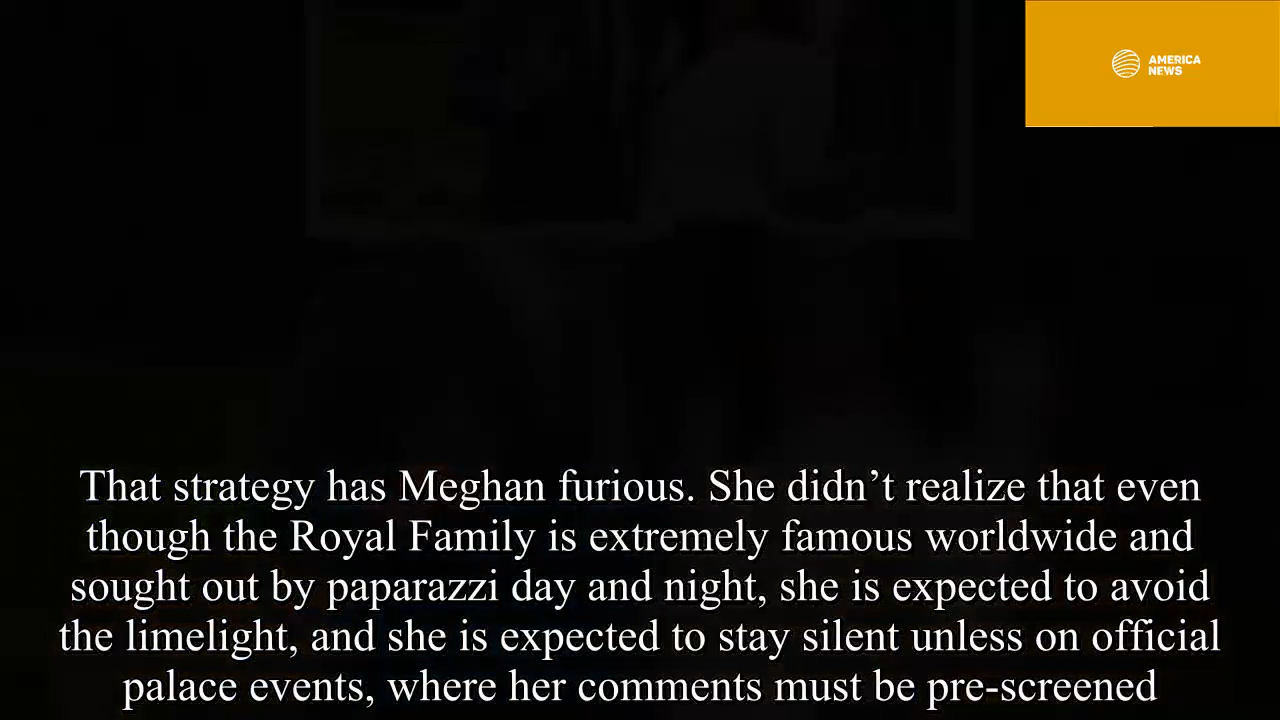 AMERICA
NEWS
That strategy has Meghan furious. She didn’t realize that even
though the Royal Family is extremely famous worldwide and
sought out by paparazzi day and night, she is expected to avoid
the limelight, and she is expected to stay silent unless on official
palace events, where her comments must be pre-screened